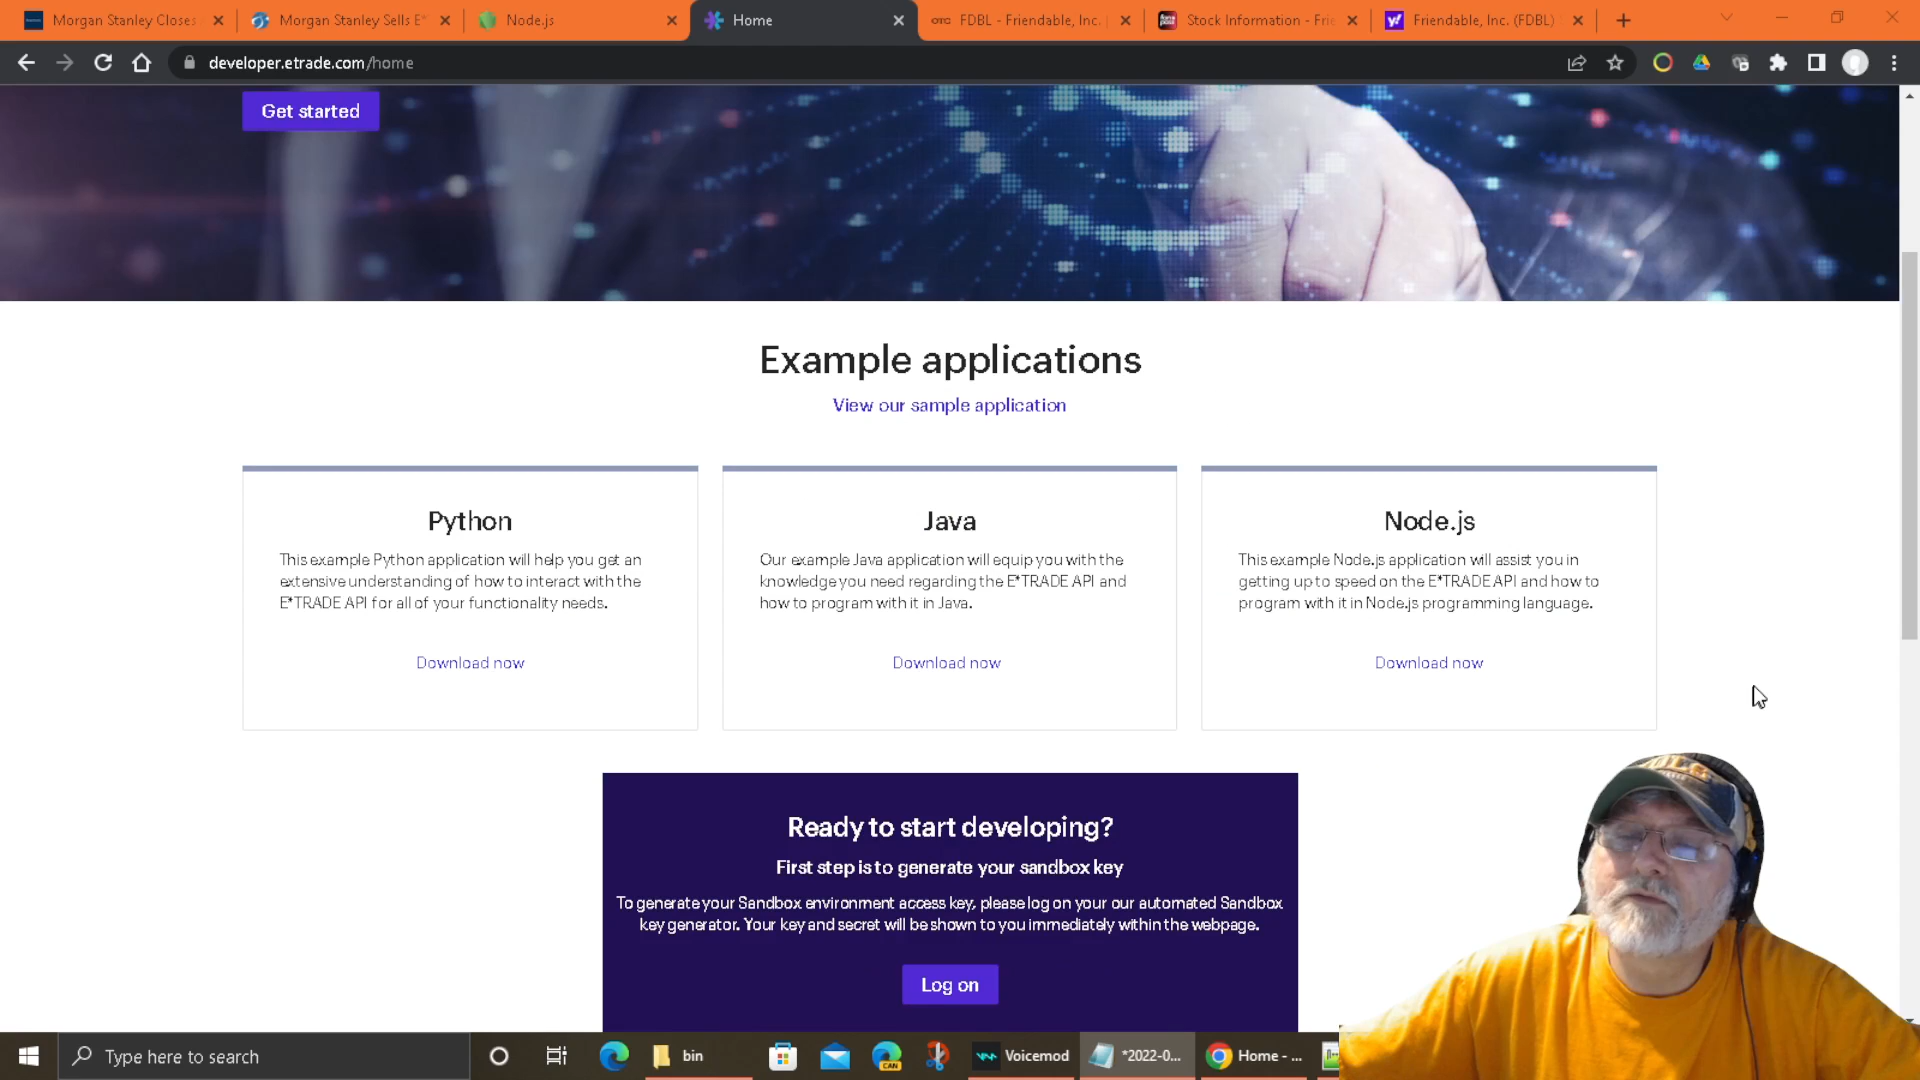 Morgan Stanley Closes
Morgan Stanley Sells E*
Node.js
Home
FDBL - Friendable, Inc.
Stock Information - Frie
Friendable, Inc. (FDBL)
developer.etrade.com/home
Get started
Example applications
View our sample application
Python
This example Python application will help you get an
extensive understanding of how to interact with the
E*TRADE API for all of your functionality needs.
Download now
Java
Our example Java application will equip you with the
knowledge you need regarding the E*TRADE API and
how to program with it in Java.
Download now
Node.js
This example Node.js application will assist you in
getting up to speed on the E*TRADE API and how to
program with it in Node.js programming language.
Download now
Ready to start developing?
First step is to generate your sandbox key
To generate your Sandbox environment access key, please log on your our automated Sandbox
key generator. Your key and secret will be shown to you immediately within the webpage.
Log on
Type here to search
bin
CAN
Voicemod
*2022-0...
Home - ...